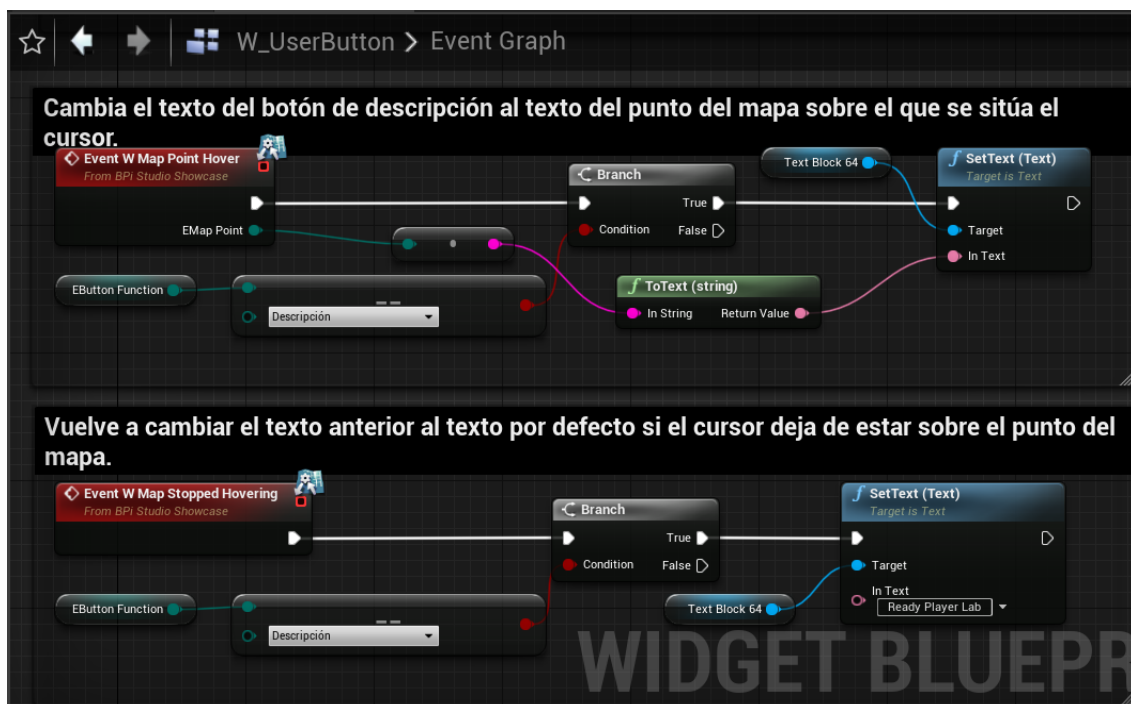 W_UserButton > Event Graph
Cambia el texto del botón de descripción al texto del punto del mapa sobre el que se sitúa el
cursor.
Event W Map Point Hover
From BPi Studio Showcase
EMap Point
Branch
True
Condition
False
Text Block 64
SetText (Text)
Target is Text
Target
In Text
EButton Function
==
Descripción
ToText (string)
In String
Return Value
Vuelve a cambiar el texto anterior al texto por defecto si el cursor deja de estar sobre el punto del
mapa.
Event W Map Stopped Hovering
From BPi Studio Showcase
Branch
True
Condition
False
SetText (Text)
Target is Text
Target
In Text
Ready Player Lab
EButton Function
==
Descripción
Text Block 64
WIDGET BLUEPR